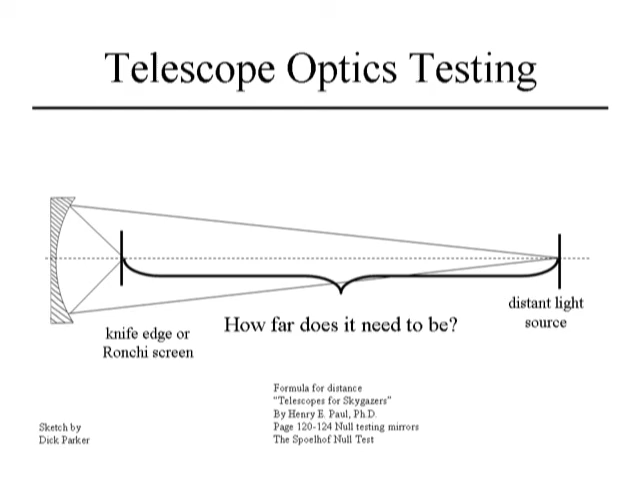 Telescope Optics Testing
knife edge or
Ronchi screen
How far does it need to be?
distant light
source
Formula for distance
"Telescopes for Skygazers"
By Henry E. Paul, Ph.D.
Page 120-124 Null testing mirrors
The Spoelhof Null Test
Sketch by
Dick Parker